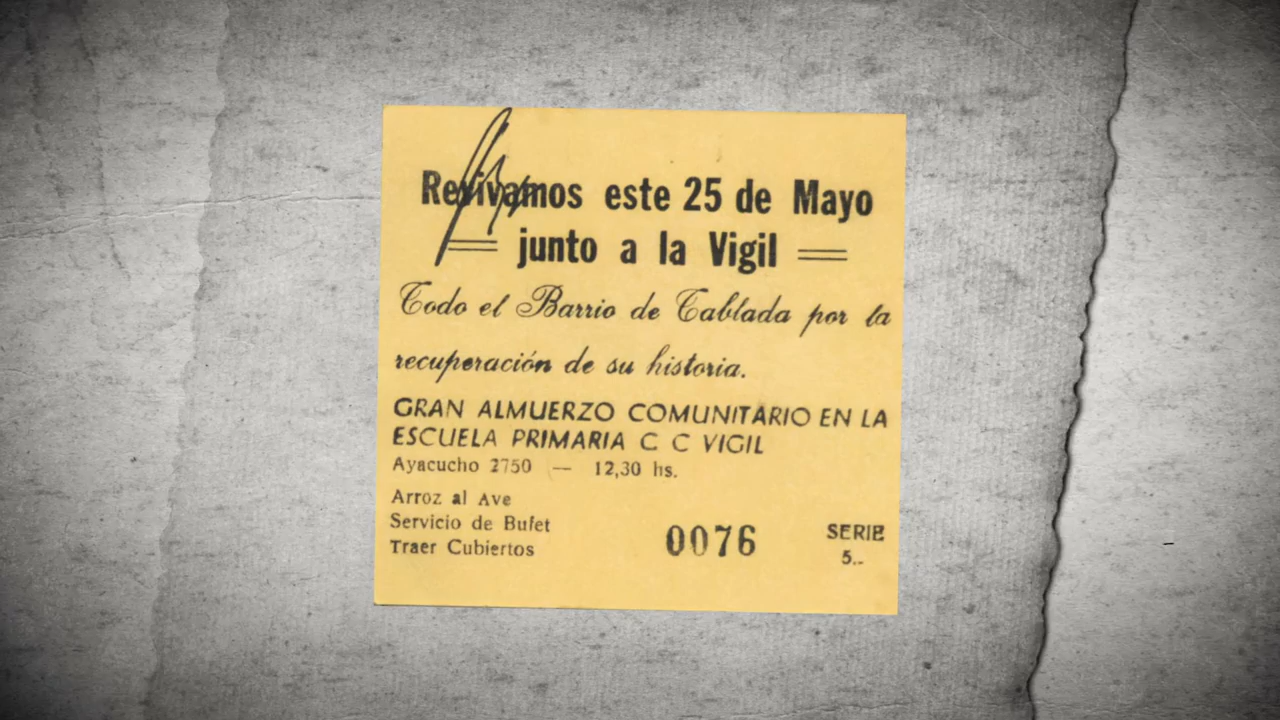 Revivamos este 25 de Mayo
junto a la Vigil
Todo el Barrio de Tablada por la
recuperación de su historia.
GRAN ALMUERZO COMUNITARIO EN LA
ESCUELA PRIMARIA C C VIGIL
Ayacucho 2750 — 12,30 hs.
Arroz al Ave
Servicio de Bufet
Traer Cubiertos
0076
SERIE
5.-